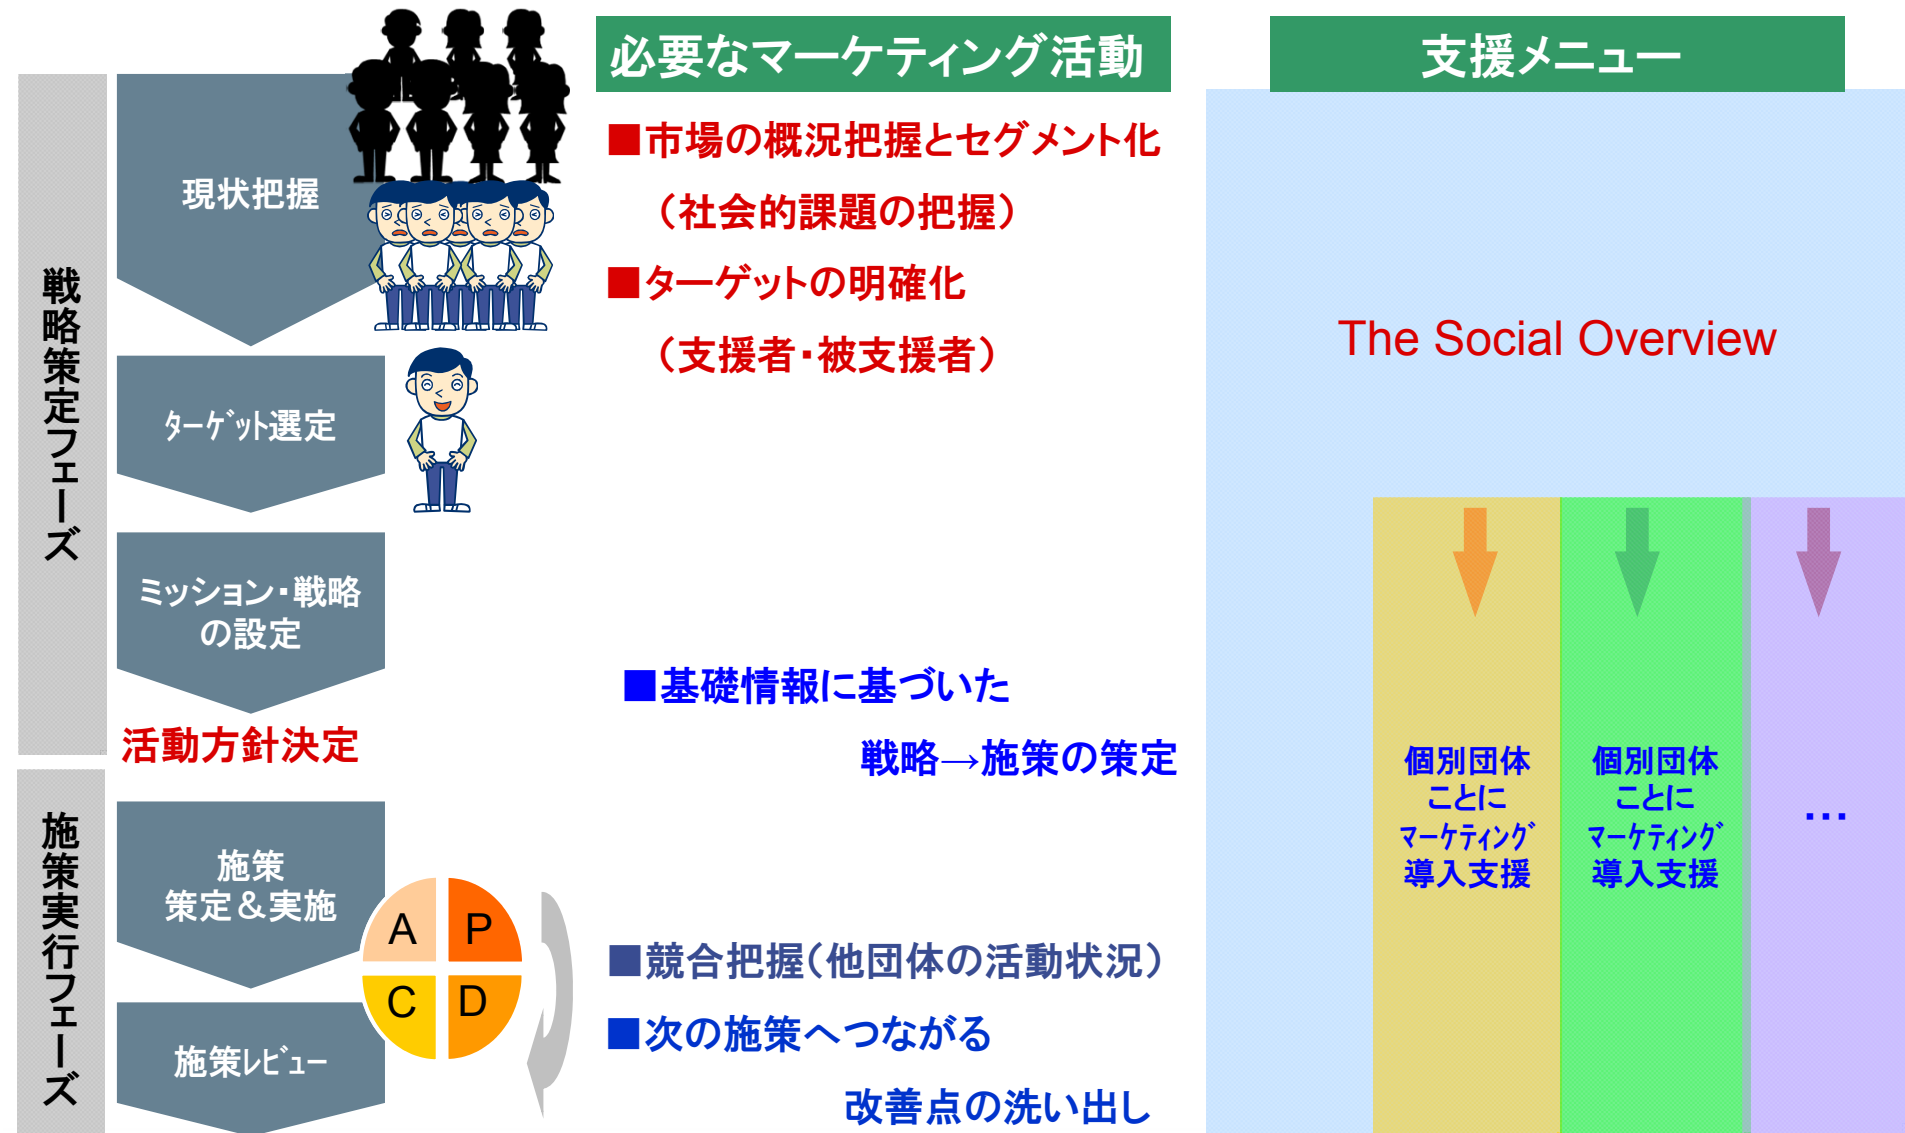 必要なマーケティング活動
支援メニュー
戦略策定フェーズ
現状把握
ﾀｰｹﾞｯﾄ選定
ミッション・戦略
の設定
活動方針決定
施策実行フェーズ
施策
策定＆実施
施策ﾚﾋﾞｭｰ
A
P
C
D
■市場の概況把握とセグメント化
（社会的課題の把握）
■ターゲットの明確化
（支援者・被支援者）
■基礎情報に基づいた
戦略→施策の策定
■競合把握（他団体の活動状況）
■次の施策へつながる
改善点の洗い出し
The Social Overview
個別団体
ことに
ﾏｰｹﾃｨﾝｸﾞ
導入支援
個別団体
ことに
ﾏｰｹﾃｨﾝｸﾞ
導入支援
…